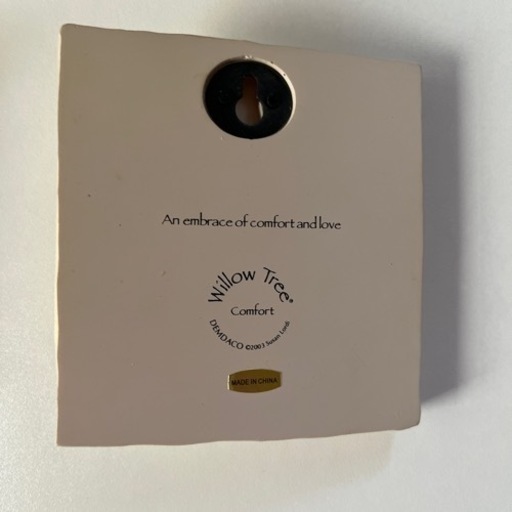 An embrace of comfort and love
Willow Tree®
Comfort
DEMDACO ©2003 Susan Lordi
MADE IN CHINA